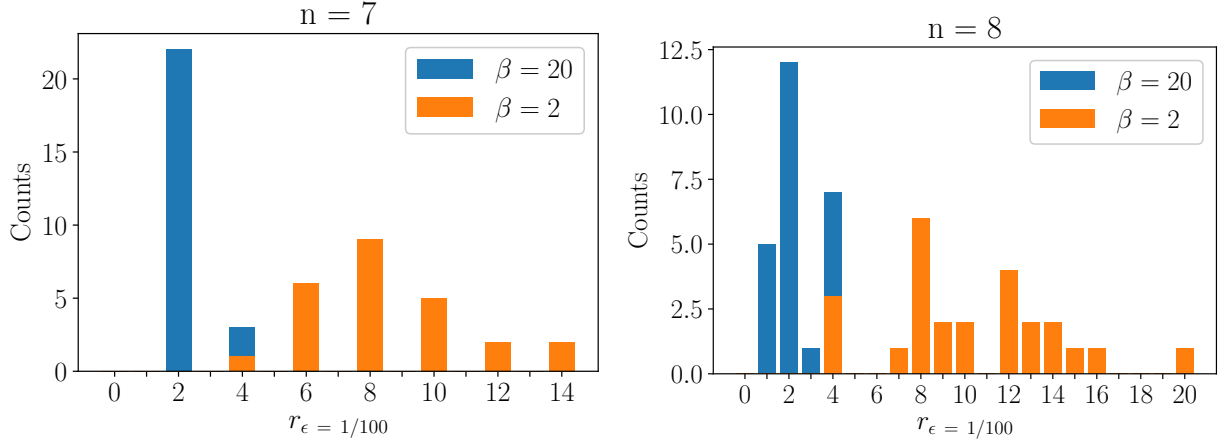 n = 7
20
15
10
5
0
Counts
β = 20
β = 2
0 2 4 6 8 10 12 14
r_ϵ = 1/100
n = 8
12.5
10.0
7.5
5.0
2.5
0.0
Counts
β = 20
β = 2
0 2 4 6 8 10 12 14 16 18 20
r_ϵ = 1/100